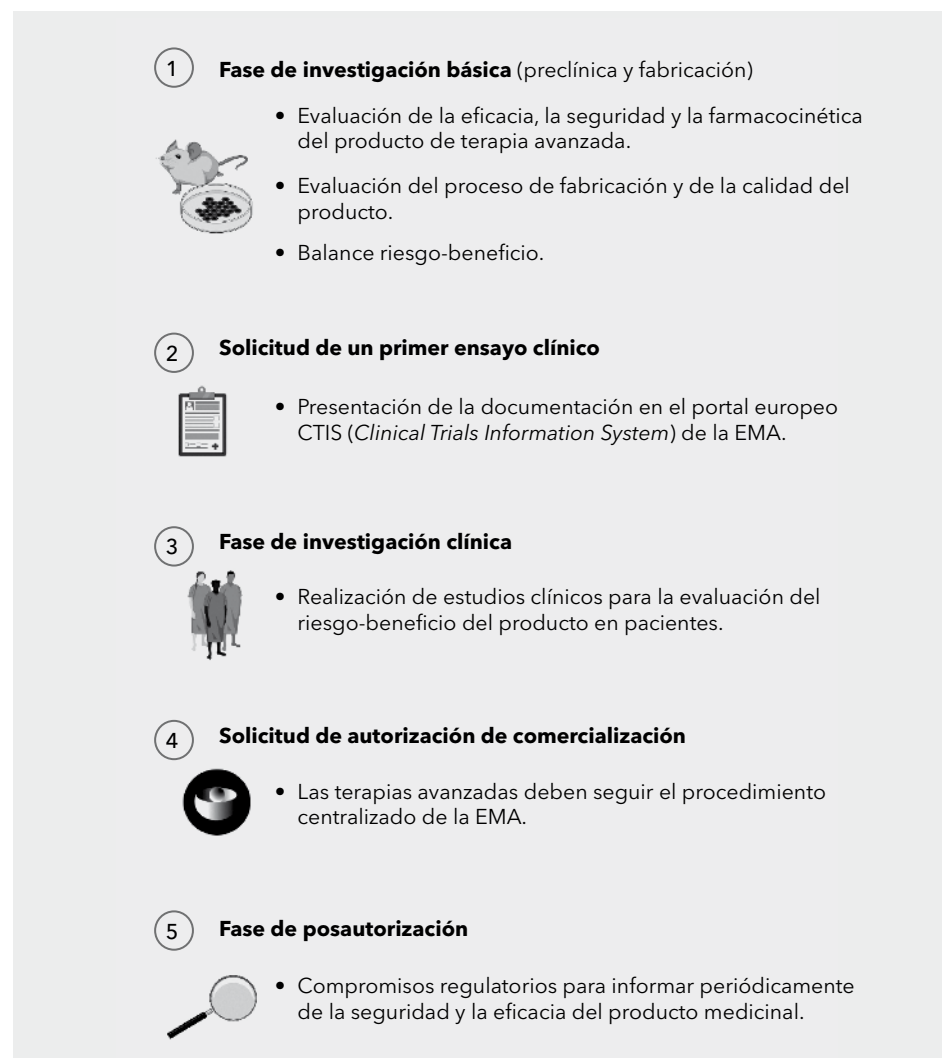 1 Fase de investigación básica (preclínica y fabricación)
• Evaluación de la eficacia, la seguridad y la farmacocinética
del producto de terapia avanzada.
• Evaluación del proceso de fabricación y de la calidad del
producto.
• Balance riesgo-beneficio.
2 Solicitud de un primer ensayo clínico
• Presentación de la documentación en el portal europeo
CTIS (Clinical Trials Information System) de la EMA.
3 Fase de investigación clínica
• Realización de estudios clínicos para la evaluación del
riesgo-beneficio del producto en pacientes.
4 Solicitud de autorización de comercialización
• Las terapias avanzadas deben seguir el procedimiento
centralizado de la EMA.
5 Fase de posautorización
• Compromisos regulatorios para informar periódicamente
de la seguridad y la eficacia del producto medicinal.